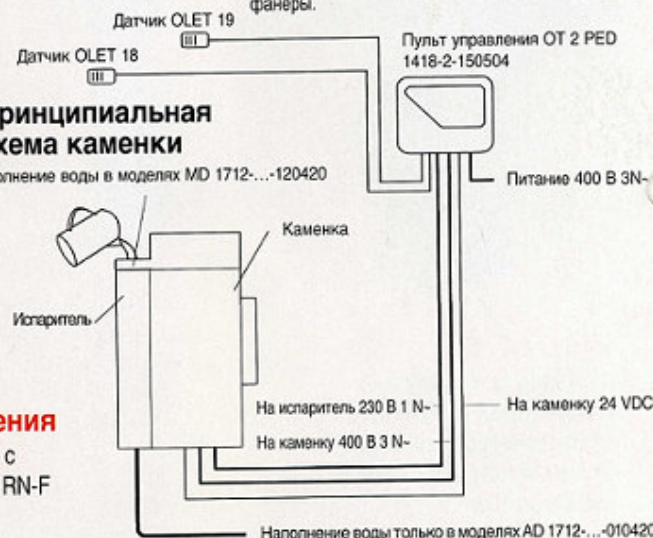 фанеры.
Датчик OLET 19
Датчик OLET 18
Пульт управления ОТ 2 PED
1418-2-150504
ринципиальная
хема каменки
олнение воды в моделях MD 1712-...-120420
Питание 400 В 3N~
Каменка
Испаритель
На испаритель 230 В 1 N~
На каменку 24 VDC
На каменку 400 В 3 N~
ения
с
RN-F
Наполнение воды только в моделях AD 1712-...-010420